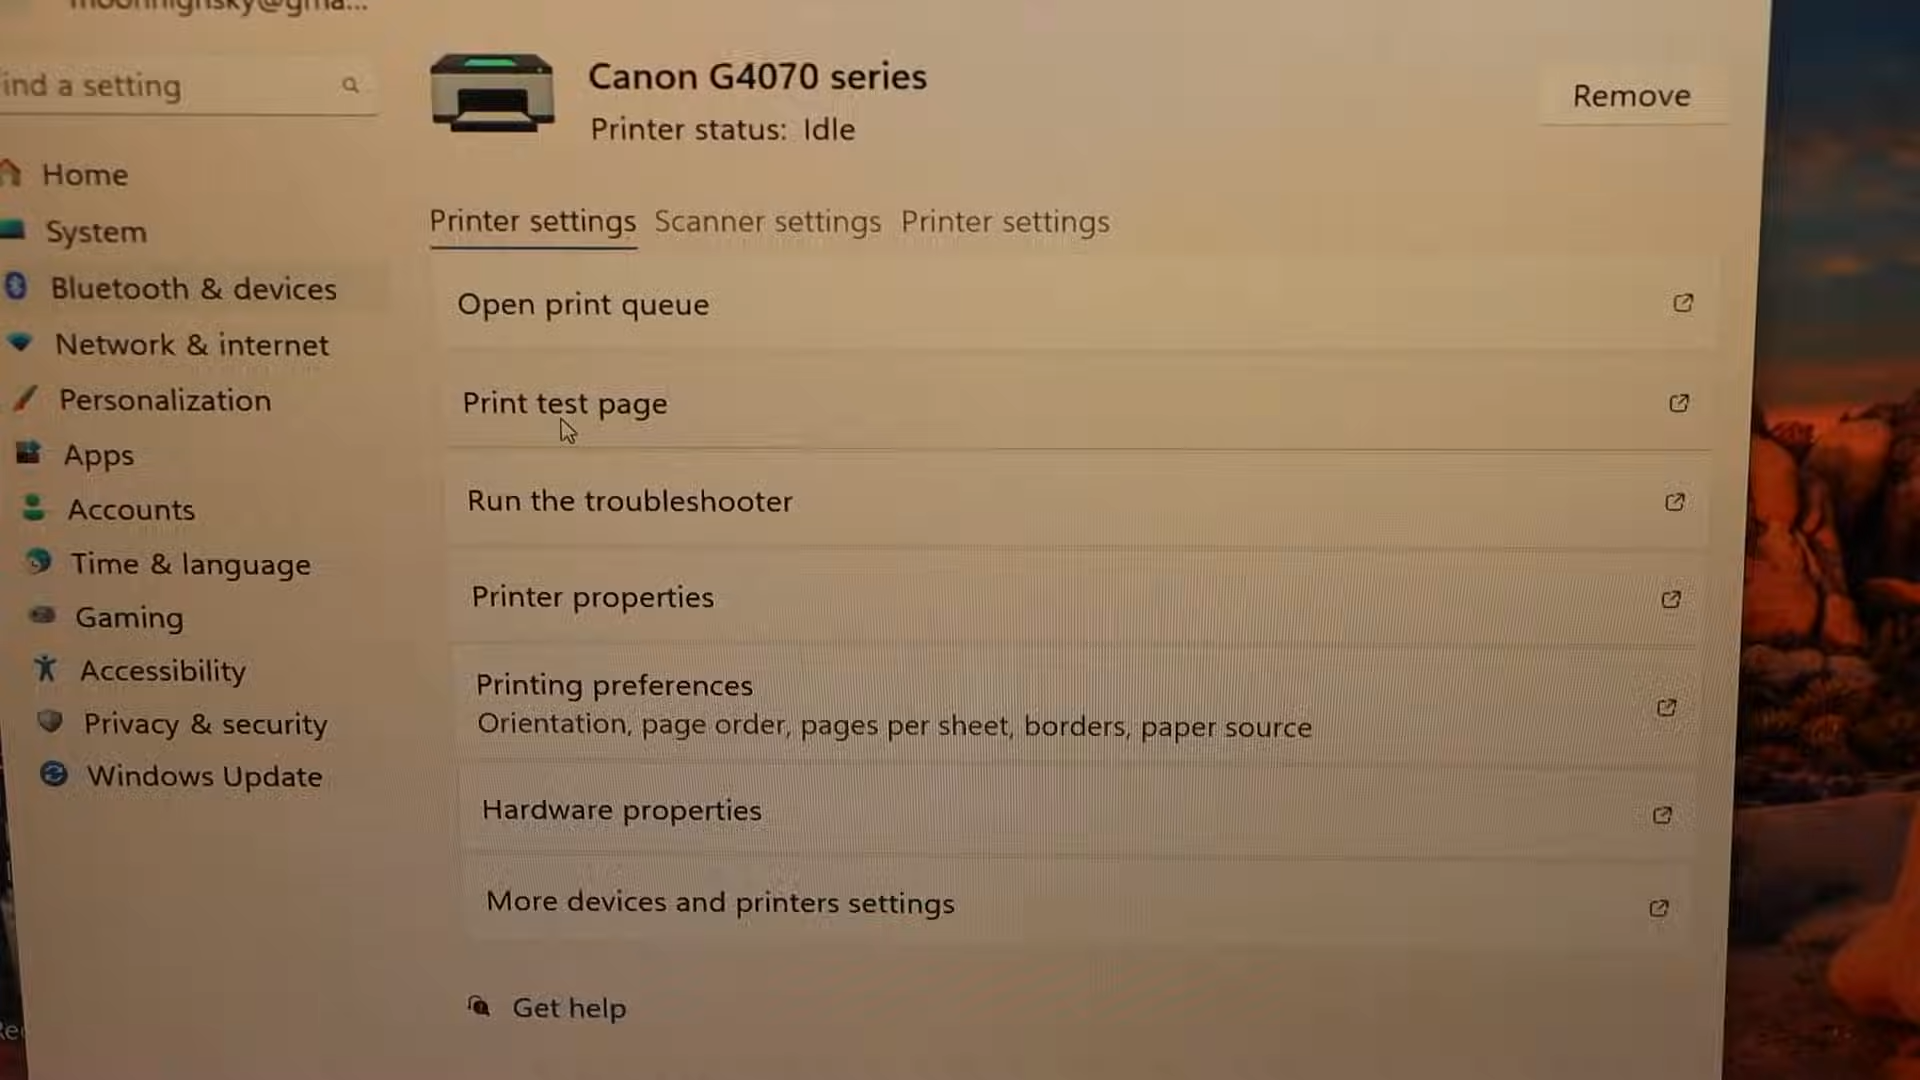 ind a setting
Home
System
Bluetooth & devices
Network & internet
Personalization
Apps
Accounts
Time & language
Gaming
Accessibility
Privacy & security
Windows Update
Canon G4070 series
Printer status: Idle
Remove
Printer settings Scanner settings Printer settings
Open print queue
Print test page
Run the troubleshooter
Printer properties
Printing preferences
Orientation, page order, pages per sheet, borders, paper source
Hardware properties
More devices and printers settings
Get help